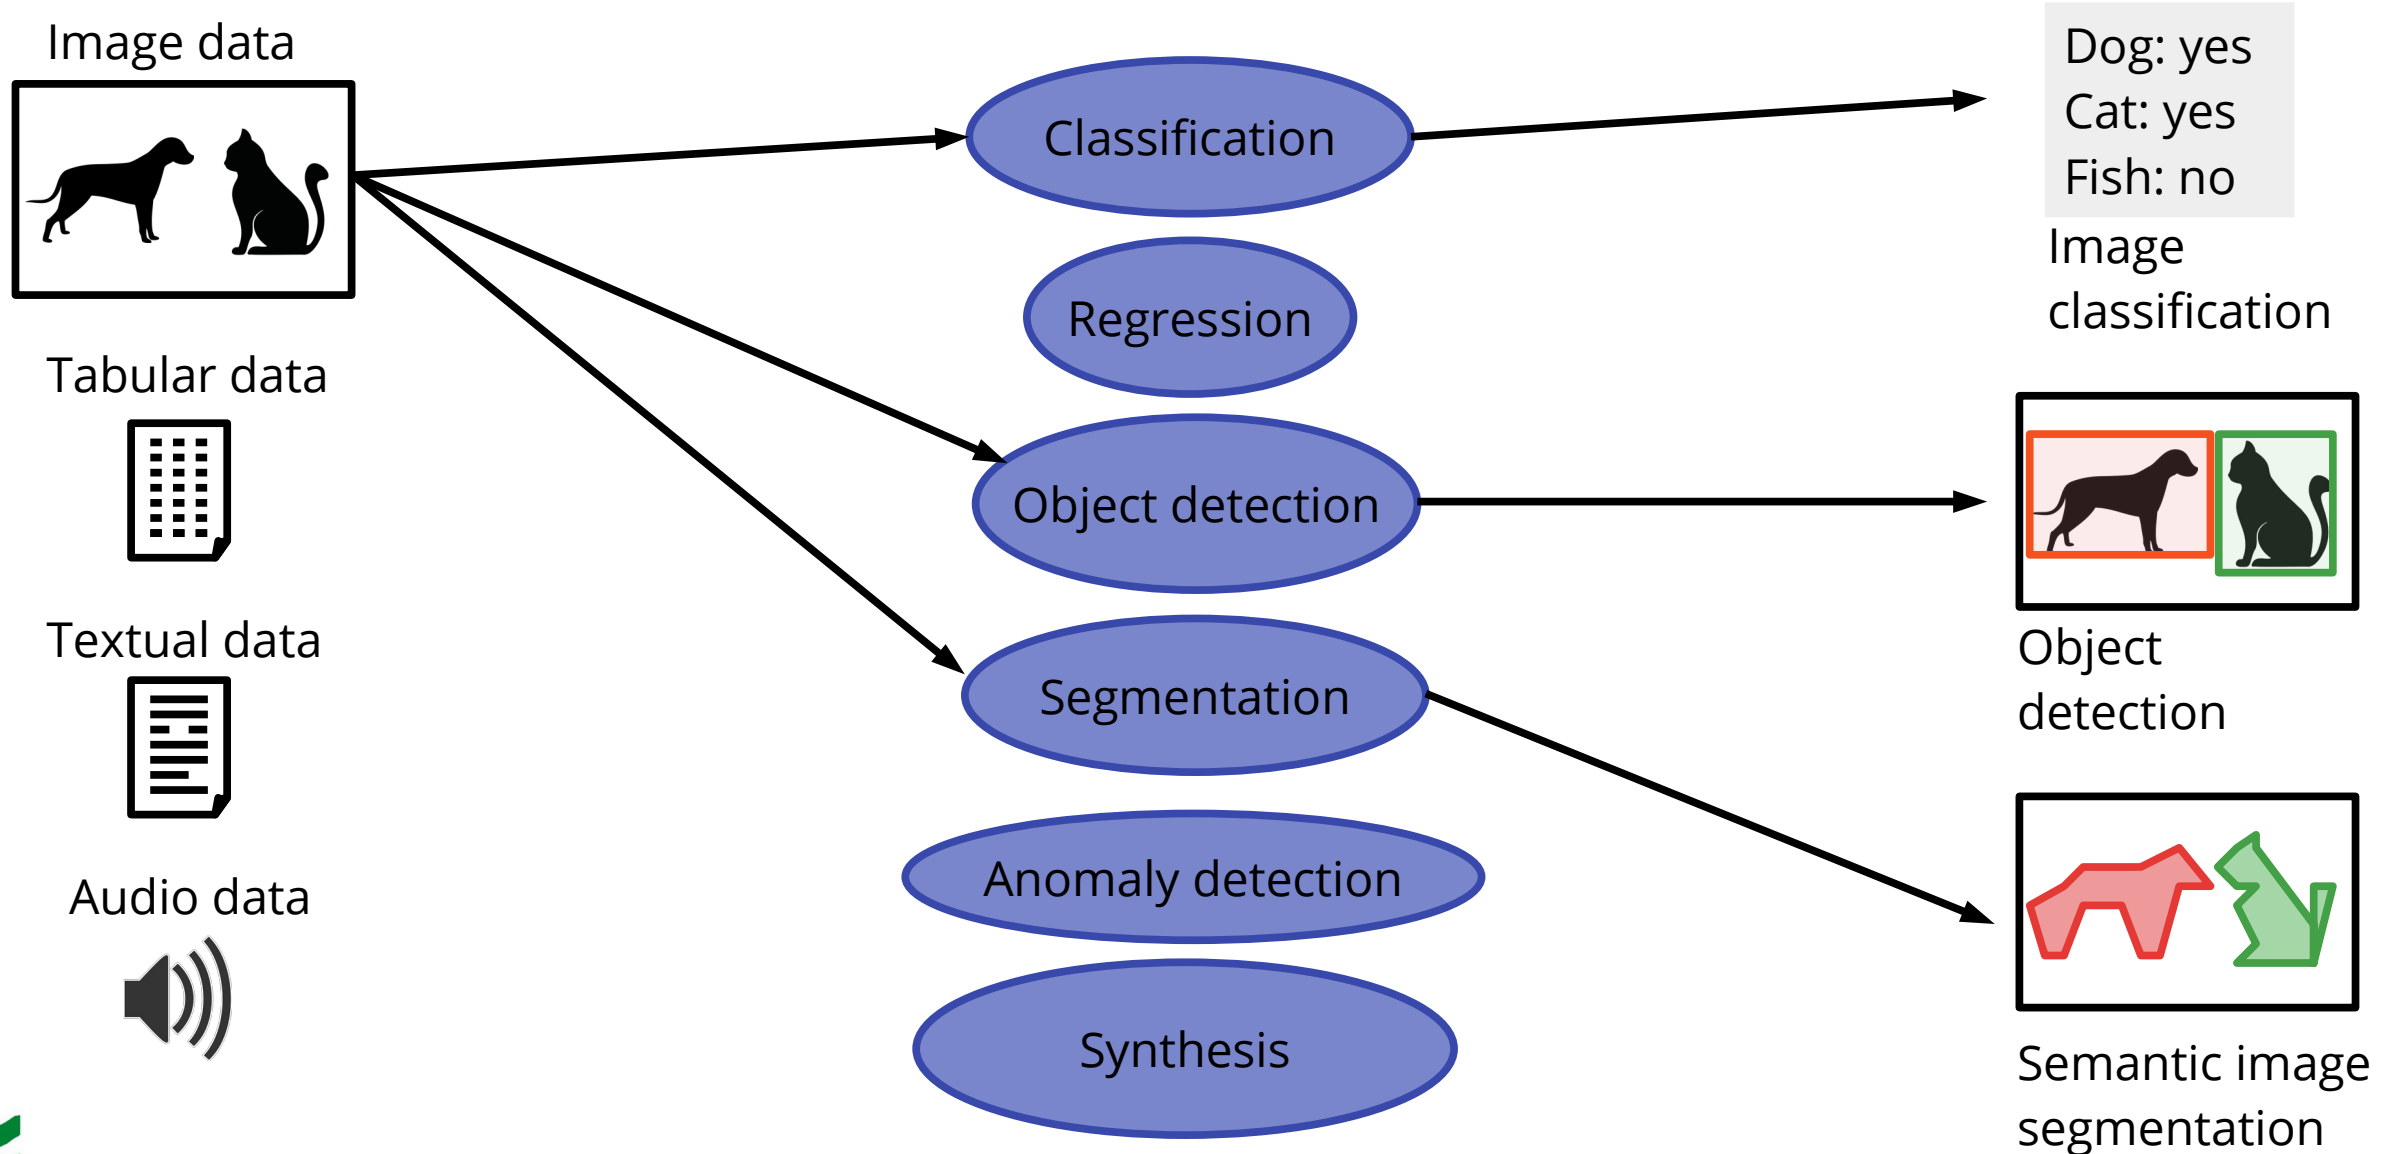 Image data
Tabular data
Textual data
Audio data
Classification
Regression
Object detection
Segmentation
Anomaly detection
Synthesis
Dog: yes
Cat: yes
Fish: no
Image
classification
Object
detection
Semantic image
segmentation